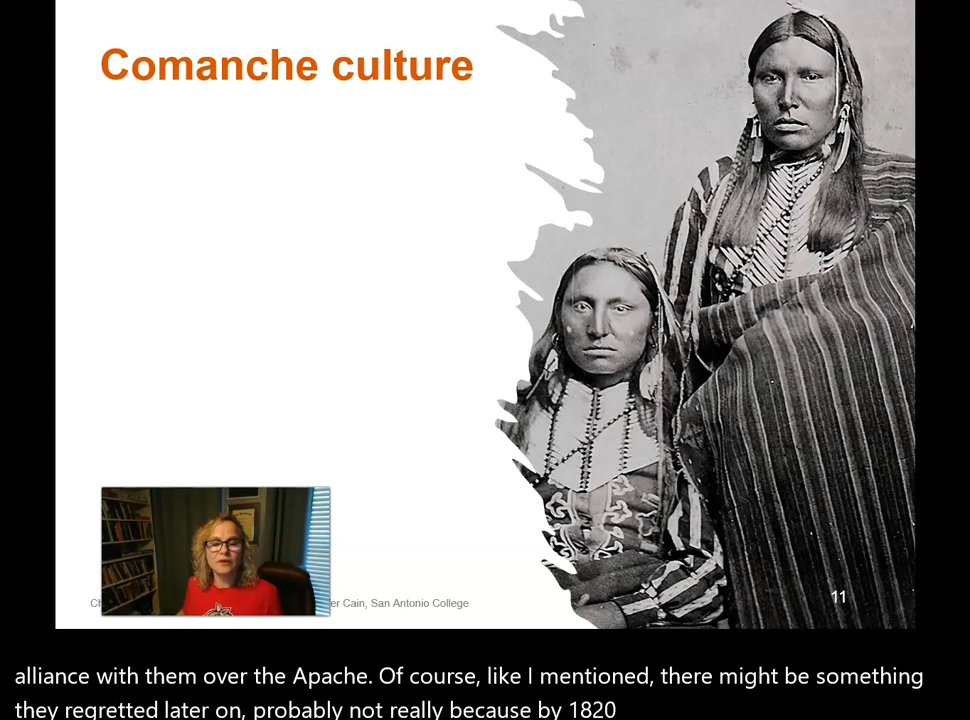 Comanche culture
er Cain, San Antonio College
11
alliance with them over the Apache. Of course, like I mentioned, there might be something
they regretted later on, probably not really because by 1820